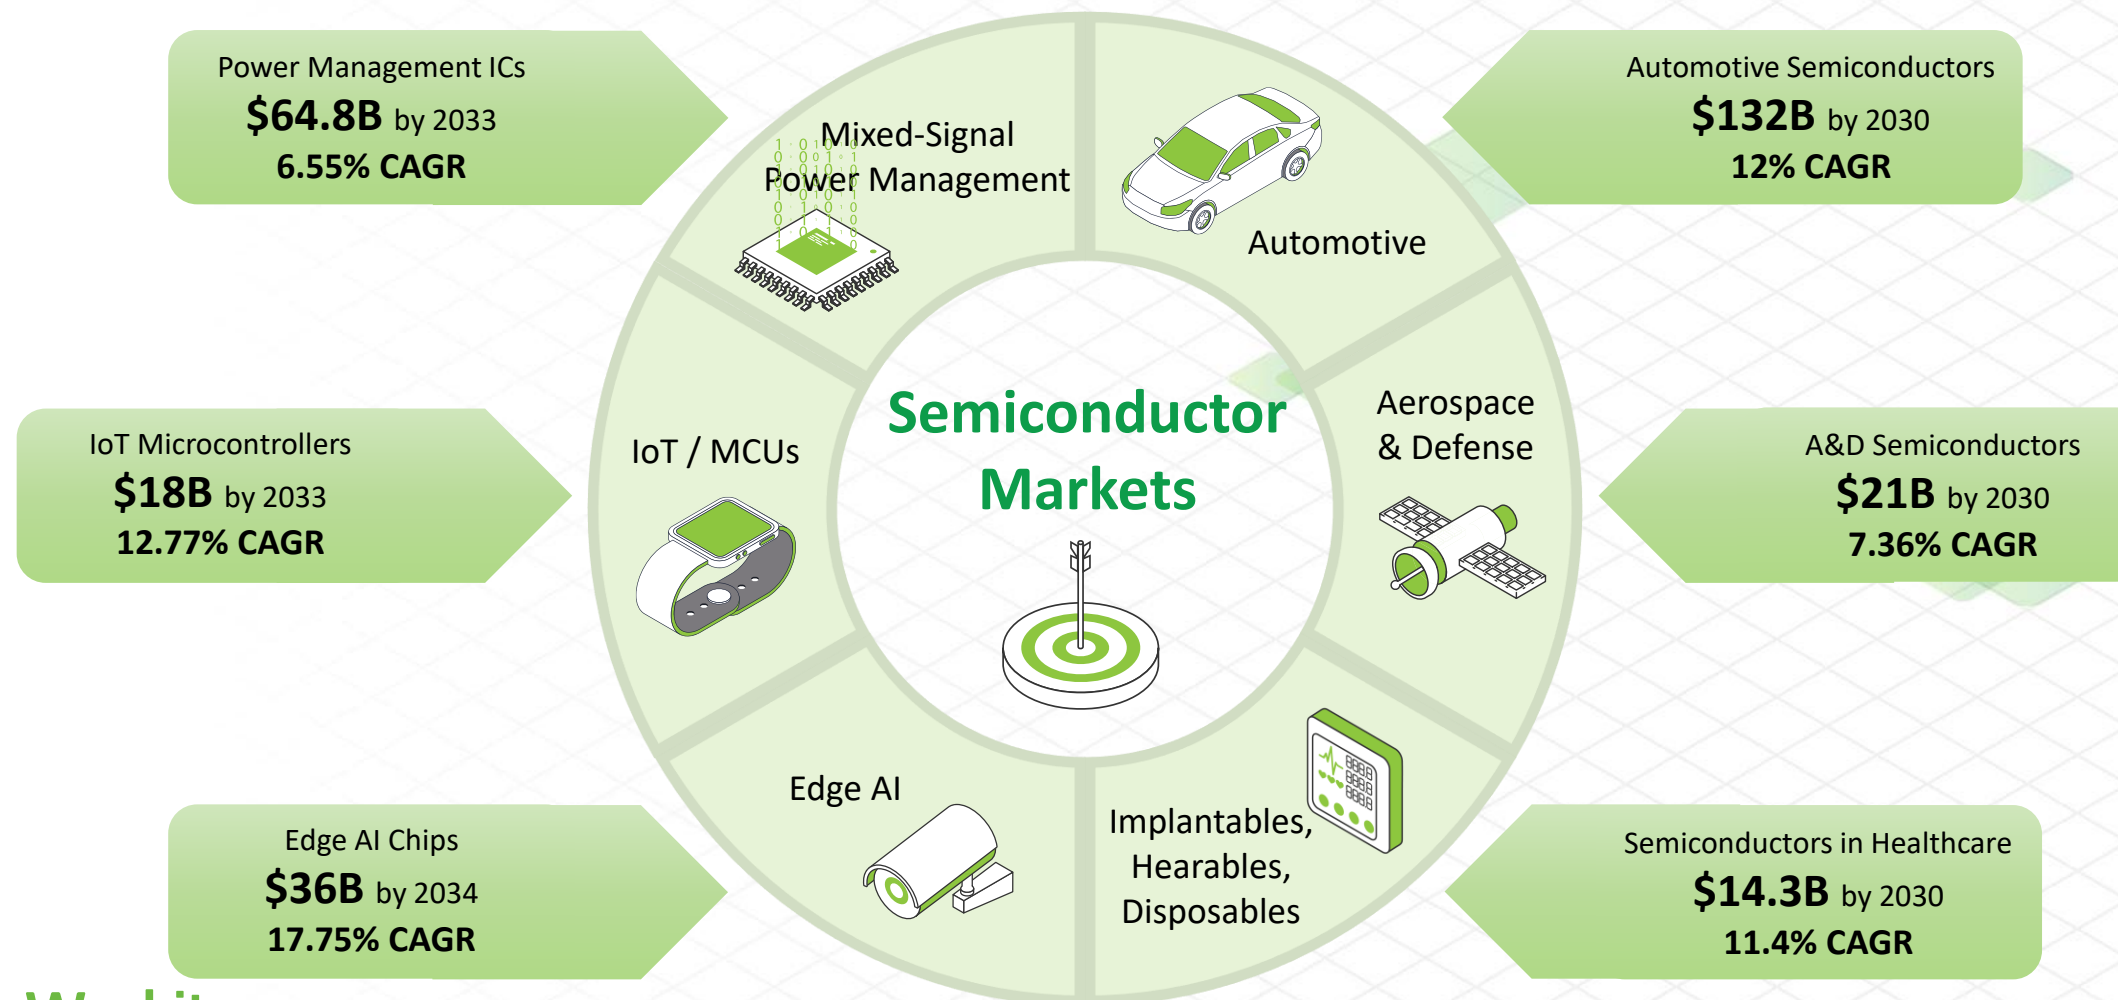 Power Management ICs
$64.8B by 2033
6.55% CAGR
Automotive Semiconductors
$132B by 2030
12% CAGR
Mixed-Signal
Power Management
Automotive
IoT Microcontrollers
$18B by 2033
12.77% CAGR
IoT / MCUs
Semiconductor
Markets
Aerospace
& Defense
A&D Semiconductors
$21B by 2030
7.36% CAGR
Edge AI Chips
$36B by 2034
17.75% CAGR
Edge AI
Implantables,
Hearables,
Disposables
Semiconductors in Healthcare
$14.3B by 2030
11.4% CAGR